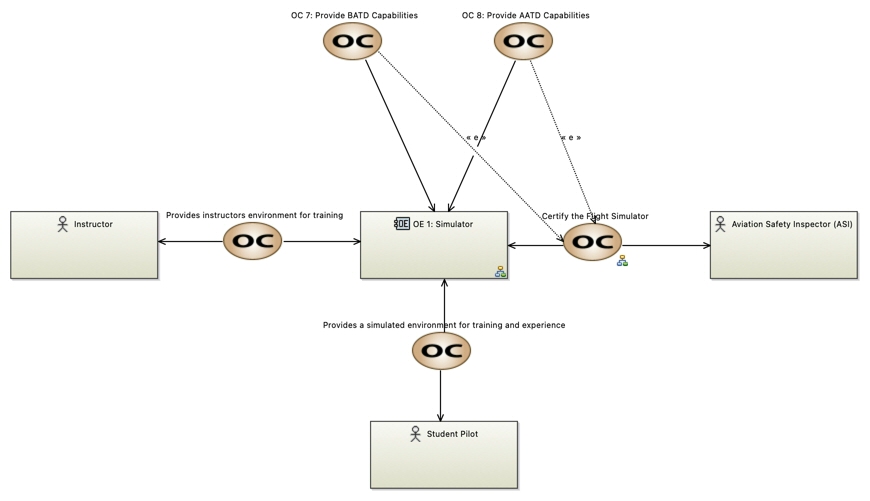 OC 7: Provide BATD Capabilities
OC 8: Provide AATD Capabilities
OC
OC
« e »
« e »
Instructor
Provides instructors environment for training
OC
OE
OE 1: Simulator
Certify the Flight Simulator
OC
Aviation Safety Inspector (ASI)
Provides a simulated environment for training and experience
OC
Student Pilot